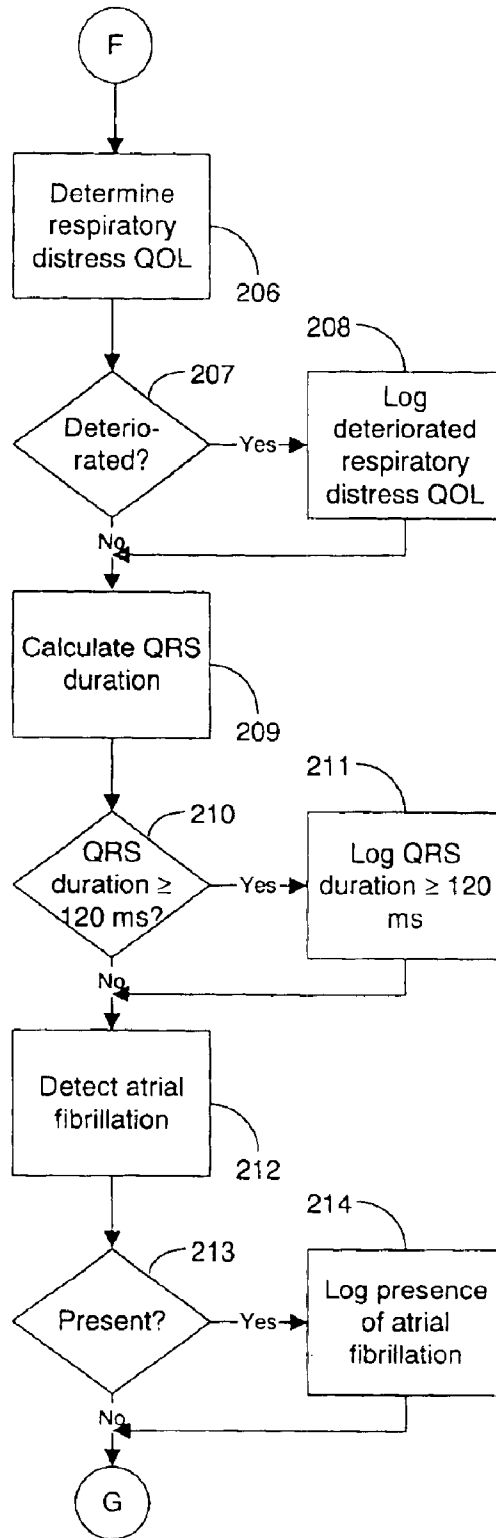 F
Determine
respiratory
distress QOL
206
207
208
Deterio-
rated?
Yes
Log
deteriorated
respiratory
distress QOL
No
Calculate QRS
duration
209
210
211
QRS
duration ≥
120 ms?
Yes
Log QRS
duration ≥ 120
ms
No
Detect atrial
fibrillation
212
213
214
Present?
Yes
Log presence
of atrial
fibrillation
No
G